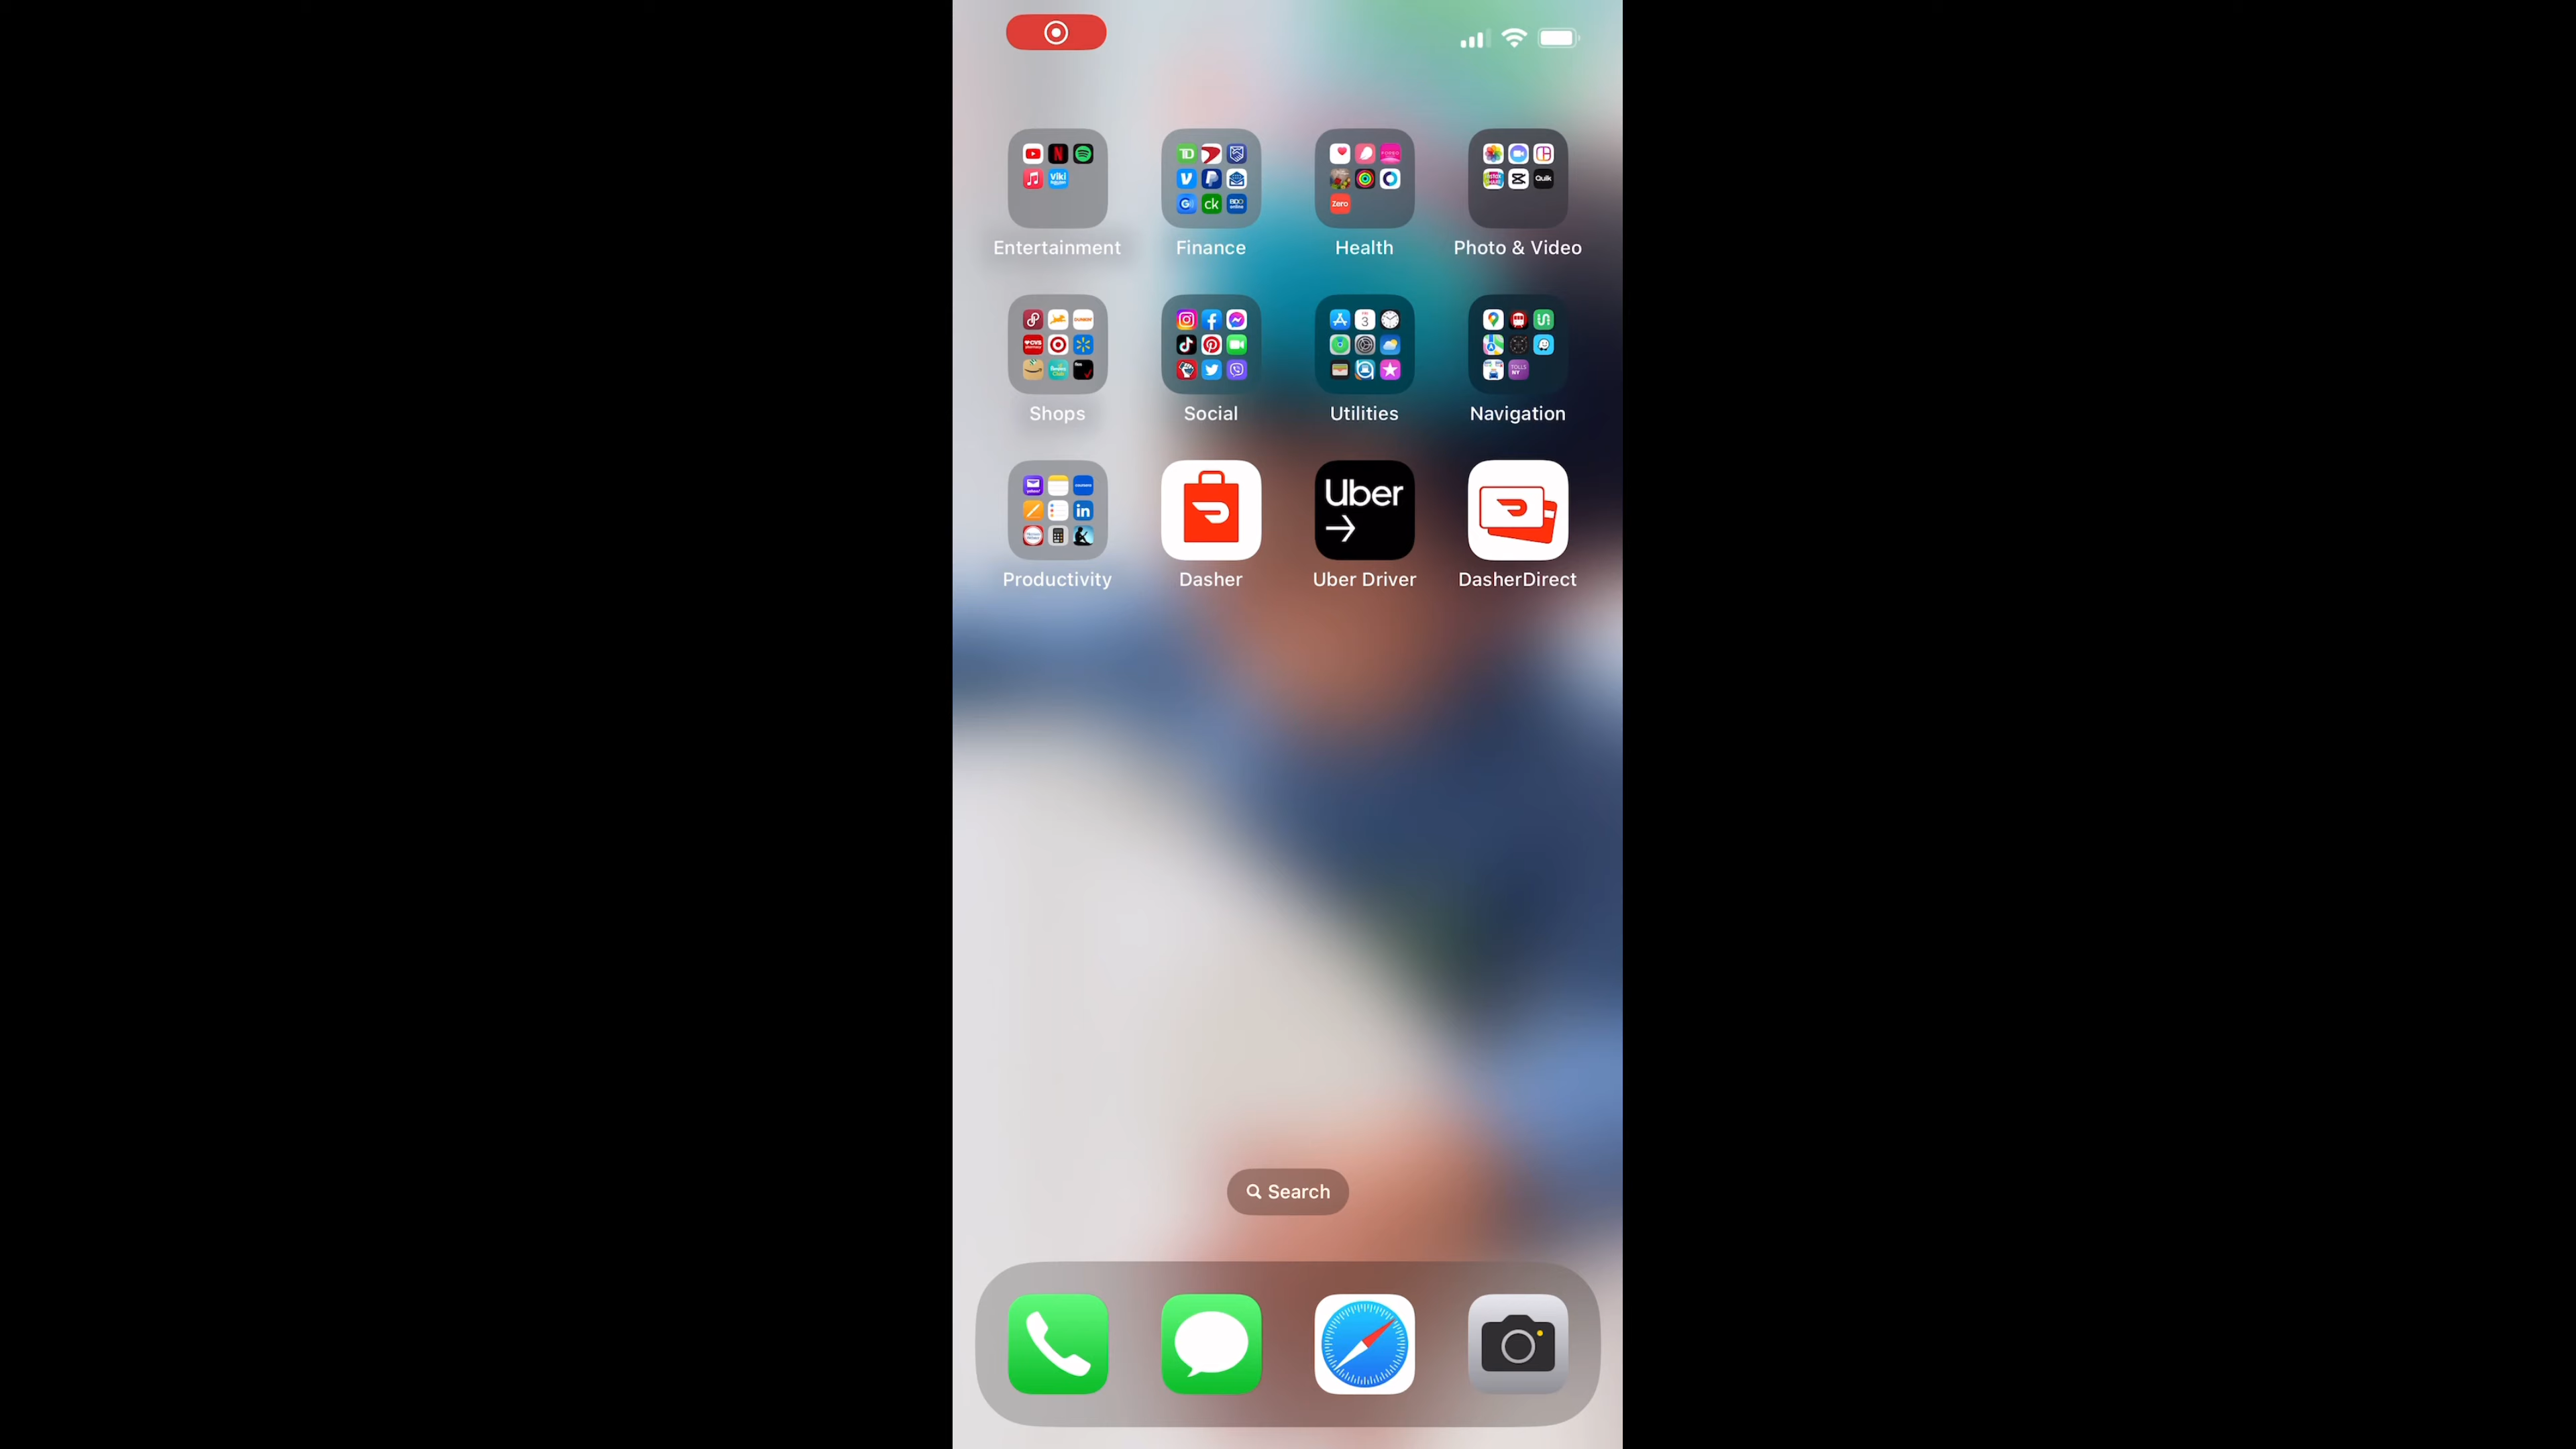 Entertainment Finance Health Photo & Video
Shops Social Utilities Navigation
Uber
Productivity Dasher Uber Driver DasherDirect
Search